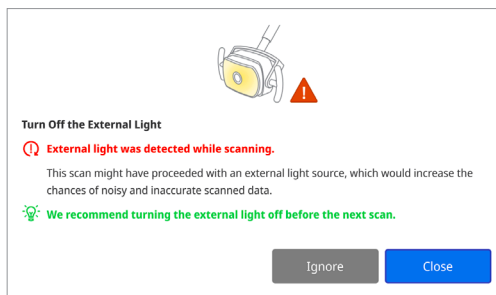 Turn Off the External Light
External light was detected while scanning.
This scan might have proceeded with an external light source, which would increase the
chances of noisy and inaccurate scanned data.
We recommend turning the external light off before the next scan.
Ignore
Close